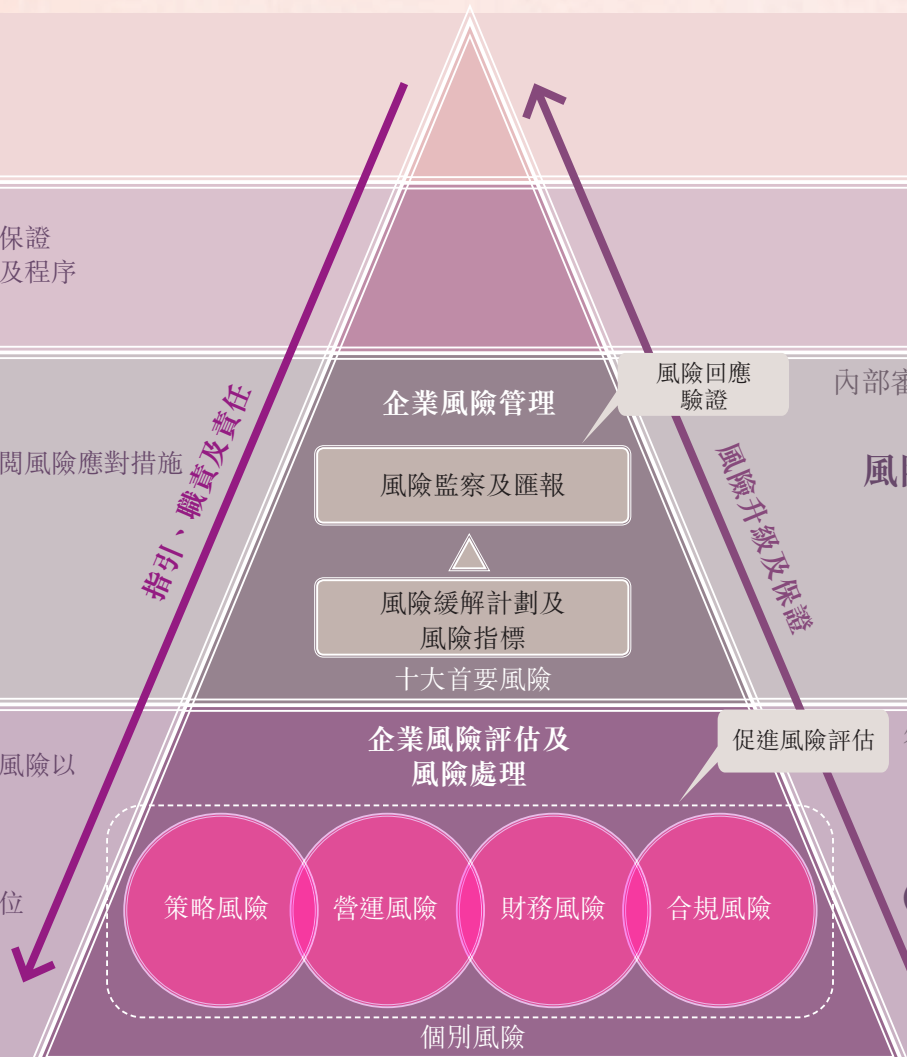 保證
及程序
企業風險管理
風險回應
驗證
內部審
閱風險應對措施
風險監察及匯報
風險緩解計劃及
風險指標
十大首要風險
指引、職責及責任
風險升級及保證
企業風險評估及
風險處理
促進風險評估
風險以
策略風險
營運風險
財務風險
合規風險
位
個別風險